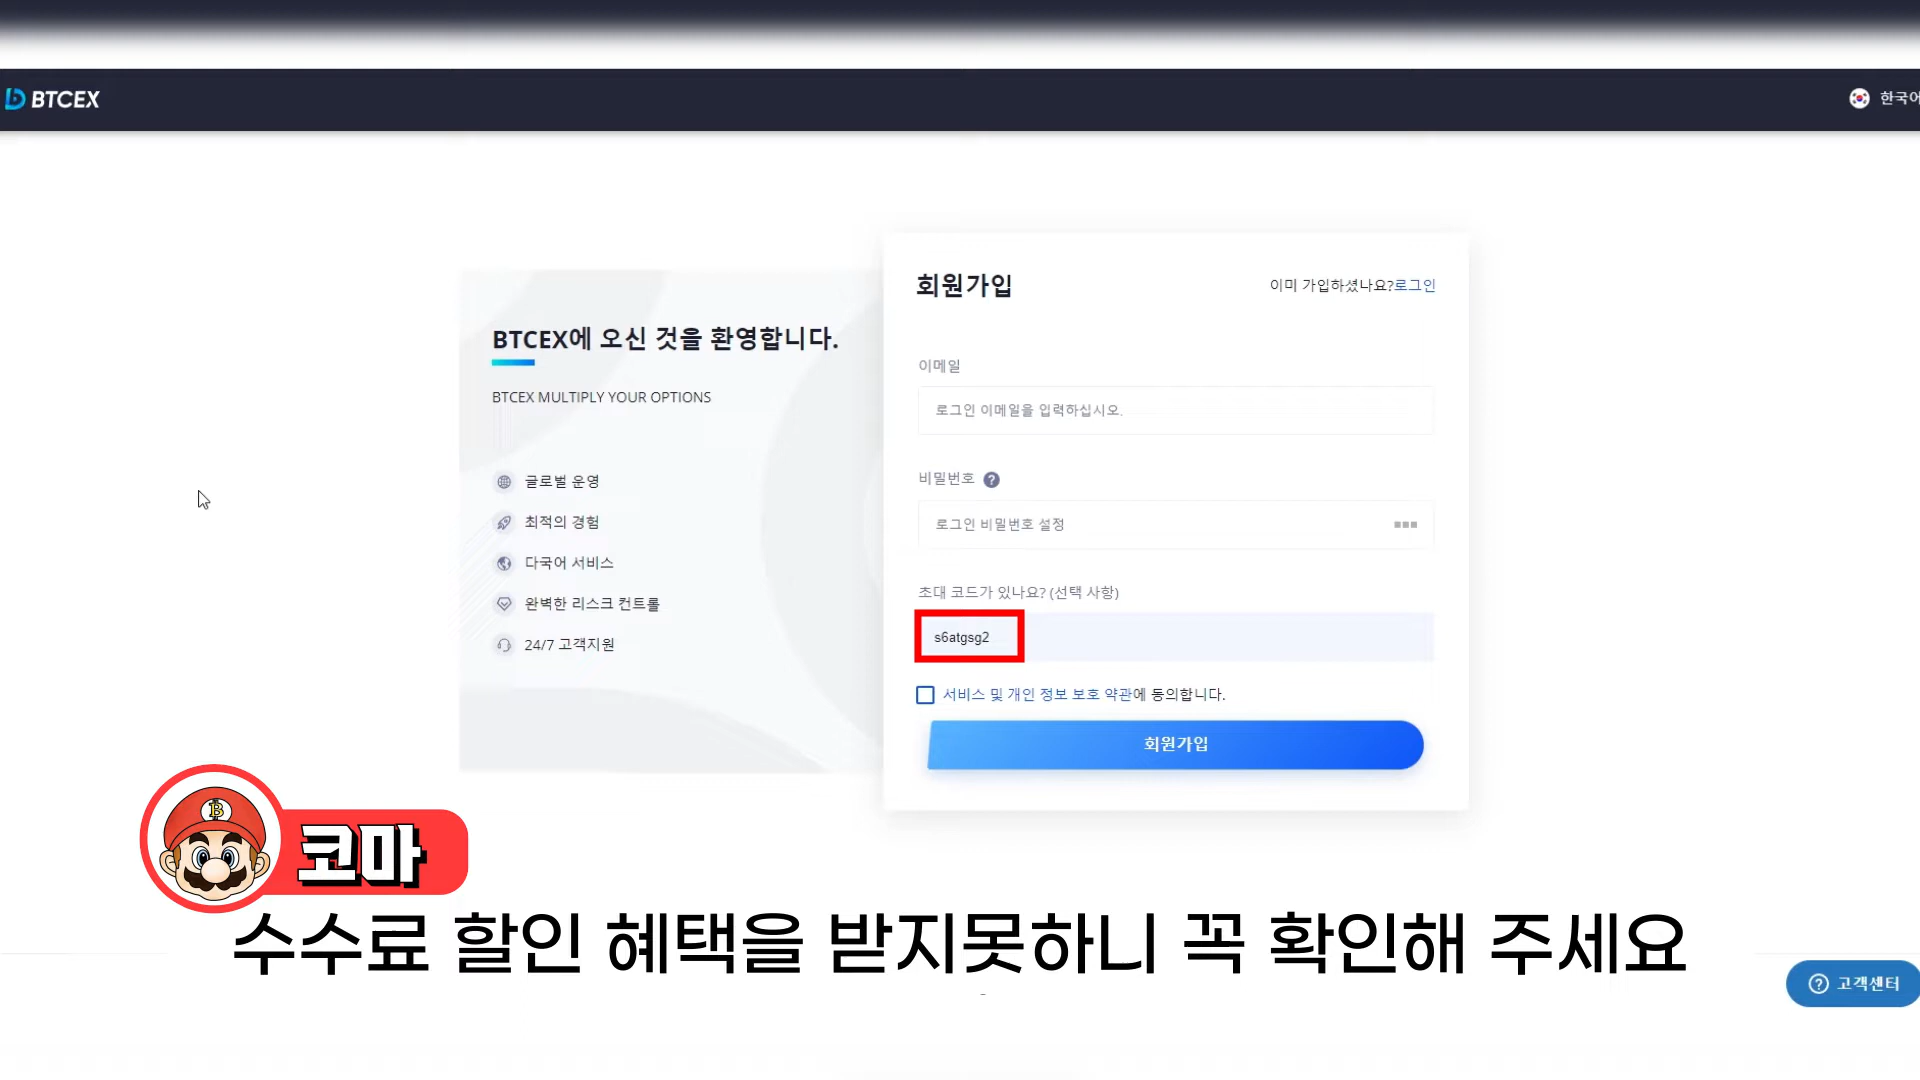 BTCEX
한국어
BTCEX에 오신 것을 환영합니다.
BTCEX MULTIPLY YOUR OPTIONS
글로벌 운영
최적의 경험
다국어 서비스
완벽한 리스크 컨트롤
24/7 고객지원
회원가입
이미 가입하셨나요?로그인
이메일
로그인 이메일을 입력하십시오.
비밀번호
로그인 비밀번호 설정
초대 코드가 있나요? (선택 사항)
s6atgsg2
서비스 및 개인 정보 보호 약관에 동의합니다.
회원가입
코마
수수료 할인 혜택을 받지못하니 꼭 확인해 주세요
고객센터